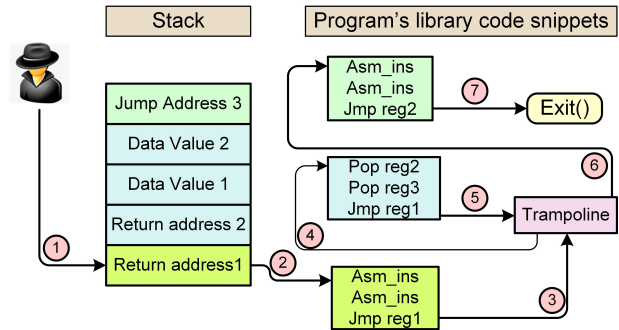 Stack
Program's library code snippets
Jump Address 3
Data Value 2
Data Value 1
Return address 2
Return address1
Asm_ins
Asm_ins
Jmp reg2
7
Exit()
Pop reg2
Pop reg3
Jmp reg1
5
6
Trampoline
4
1
2
Asm_ins
Asm_ins
Jmp reg1
3